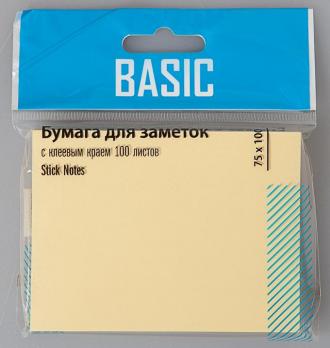 BASIC
Бумага для заметок
с клеевым краем 100 листов
Stick Notes
75 x 100